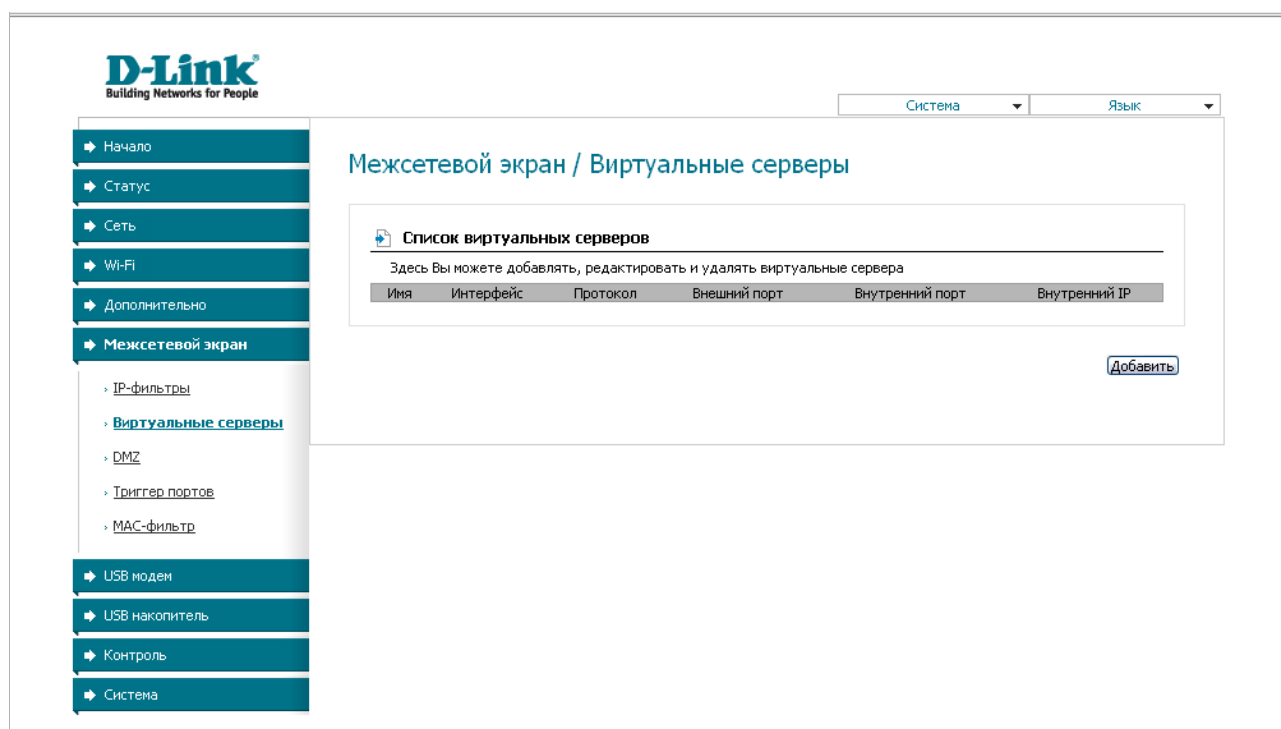 D-Link
Building Networks for People
Система
Язык
Начало
Статус
Сеть
Wi-Fi
Дополнительно
Межсетевой экран
IP-фильтры
Виртуальные серверы
DMZ
Триггер портов
MAC-фильтр
USB модем
USB накопитель
Контроль
Система
Межсетевой экран / Виртуальные серверы
Список виртуальных серверов
Здесь Вы можете добавлять, редактировать и удалять виртуальные сервера
Имя Интерфейс Протокол Внешний порт Внутренний порт Внутренний IP
Добавить